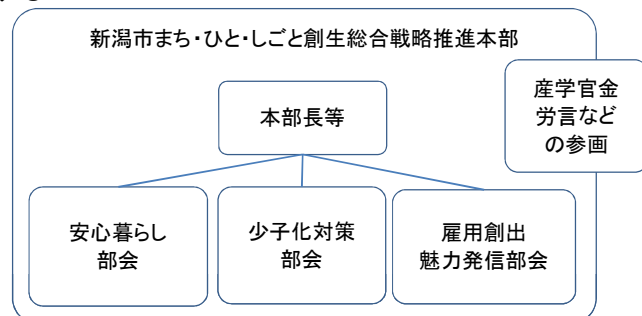 新潟市まち・ひと・しごと創生総合戦略推進本部
産学官金
労言など
の参画
本部長等
安心暮らし
部会
少子化対策
部会
雇用創出
魅力発信部会